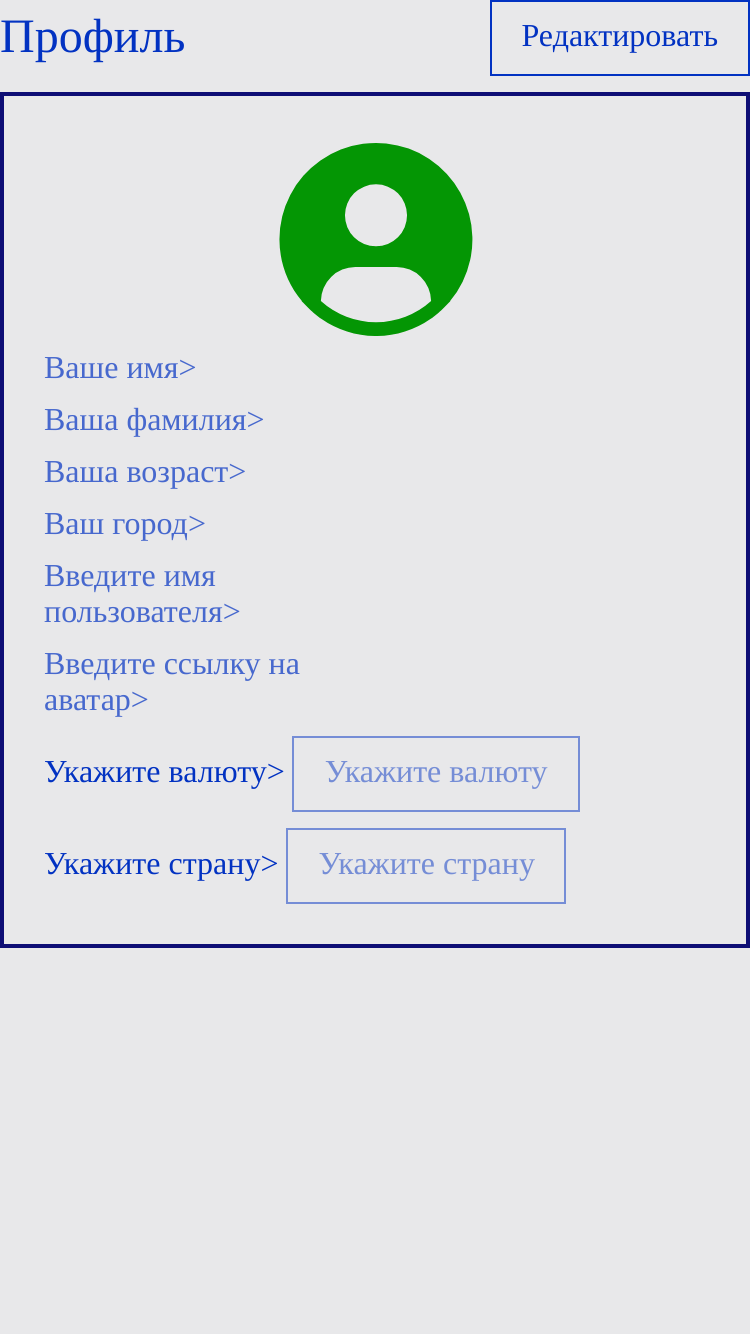 Профиль
Редактировать
Ваше имя>
Ваша фамилия>
Ваша возраст>
Ваш город>
Введите имя
пользователя>
Введите ссылку на
аватар>
Укажите валюту> Укажите валюту
Укажите страну> Укажите страну